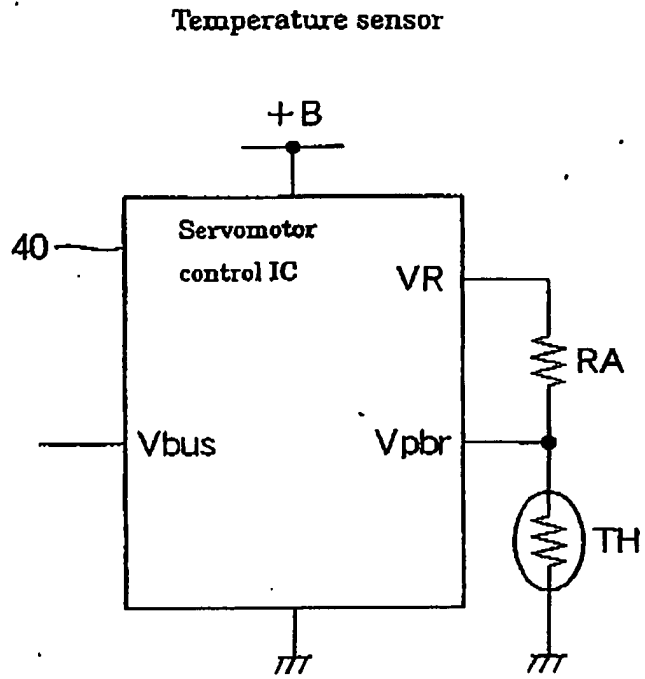 Temperature sensor
+B
40
Servomotor
control IC
VR
RA
Vbus
Vpbr
TH